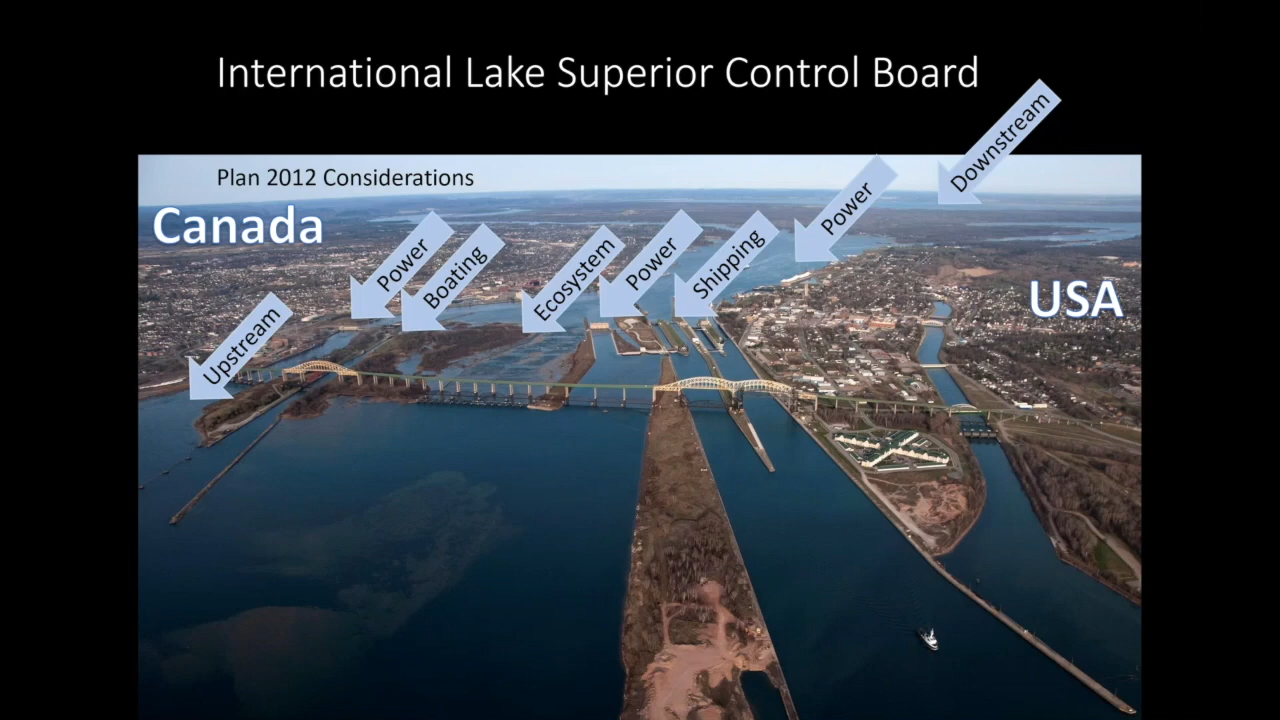 International Lake Superior Control Board
Plan 2012 Considerations
Canada
USA
Upstream
Power
Boating
Ecosystem
Power
Shipping
Power
Downstream